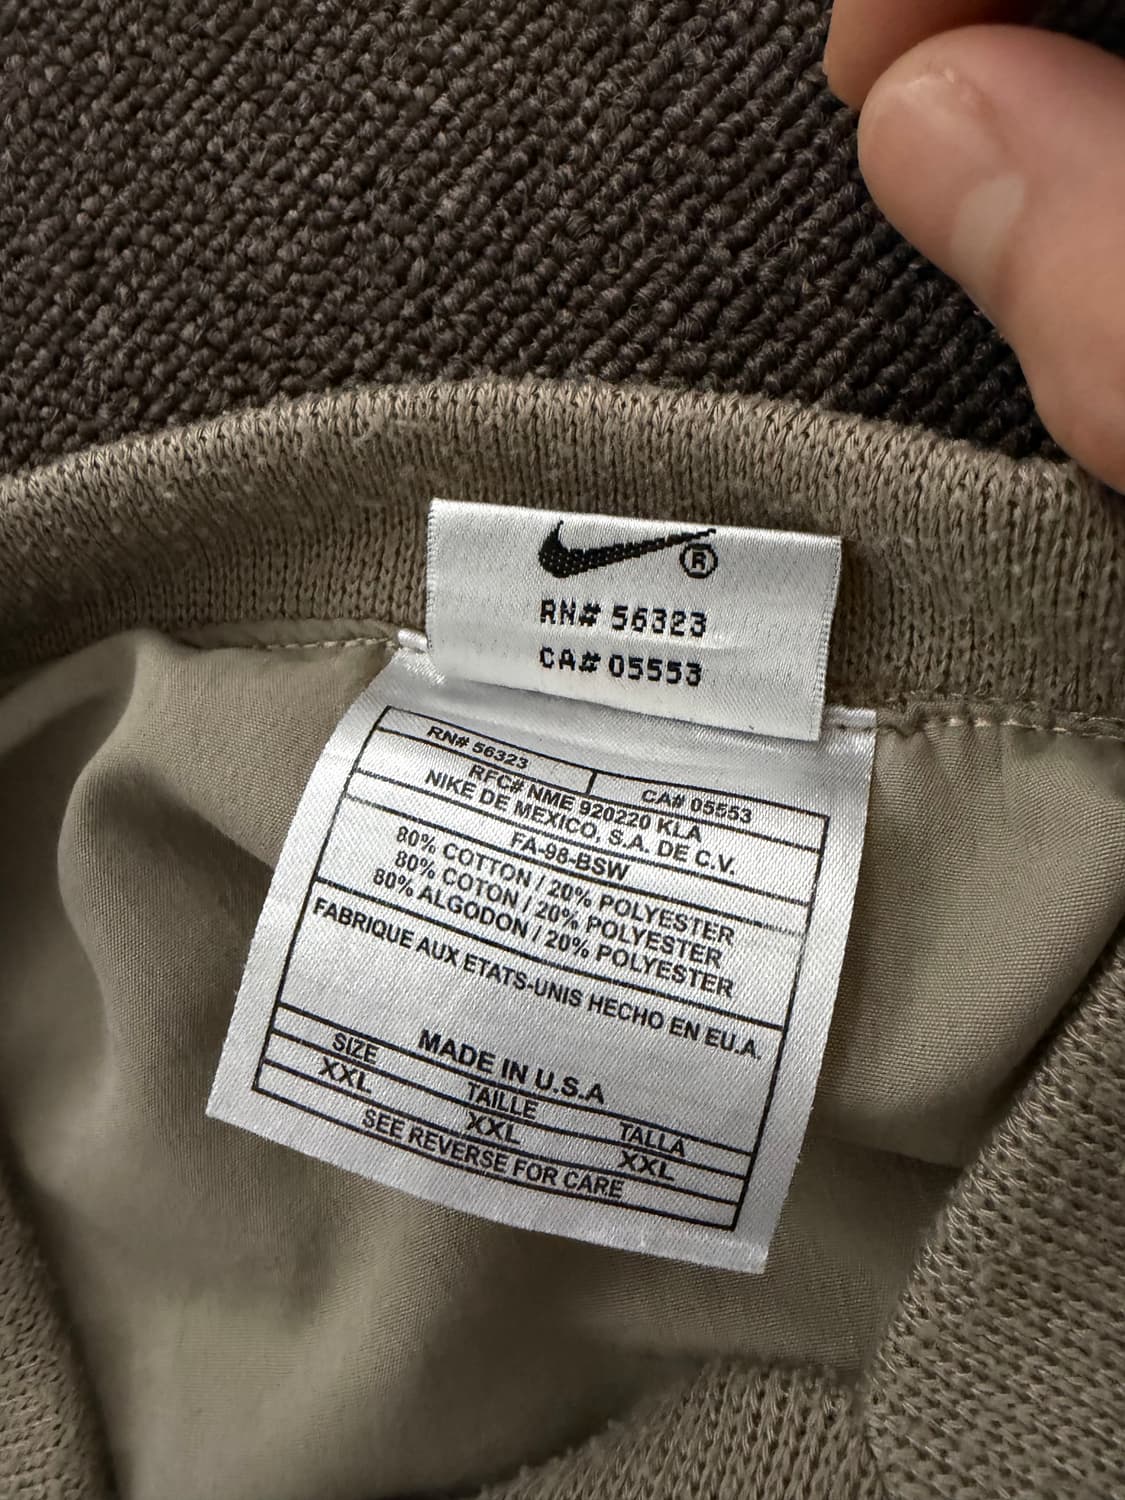 ®
RN# 56323
CA# 05553
RN# 56323 CA# 05553
RFC# NME 920220 KLA
NIKE DE MEXICO, S.A. DE C.V.
FA-98-BSW
80% COTTON / 20% POLYESTER
80% COTON / 20% POLYESTER
80% ALGODON / 20% POLYESTER
FABRIQUE AUX ETATS-UNIS HECHO EN EU.A.
MADE IN U.S.A
SIZE TAILLE TALLA
XXL XXL XXL
SEE REVERSE FOR CARE